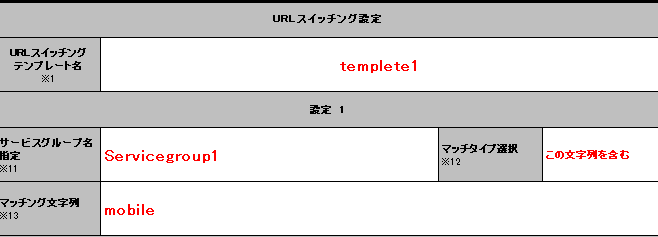 URLスイッチング設定
URLスイッチング
テンプレート名
※1
templete1
設定 1
サービスグループ名
指定
※11
Servicegroup1
マッチタイプ選択
※12
この文字列を含む
マッチング文字列
※13
mobile